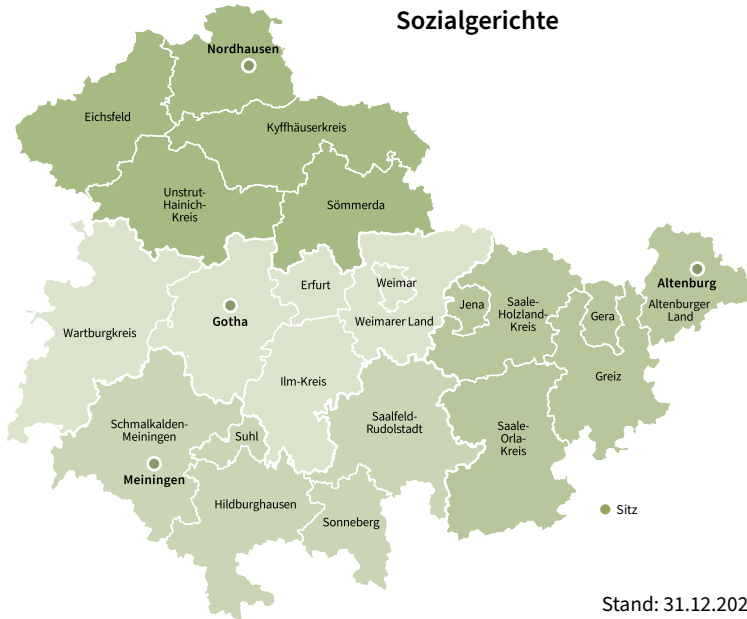 Sozialgerichte
Nordhausen
Eichsfeld
Kyffhäuserkreis
Unstrut-
Hainich-
Kreis
Sömmerda
Erfurt
Weimar
Weimarer Land
Gotha
Wartburgkreis
Ilm-Kreis
Jena
Saale-
Holzland-
Kreis
Gera
Altenburg
Altenburger
Land
Greiz
Schmalkalden-
Meiningen
Suhl
Meiningen
Saalfeld-
Rudolstadt
Saale-
Orla-
Kreis
Hildburghausen
Sonneberg
Sitz
Stand: 31.12.202